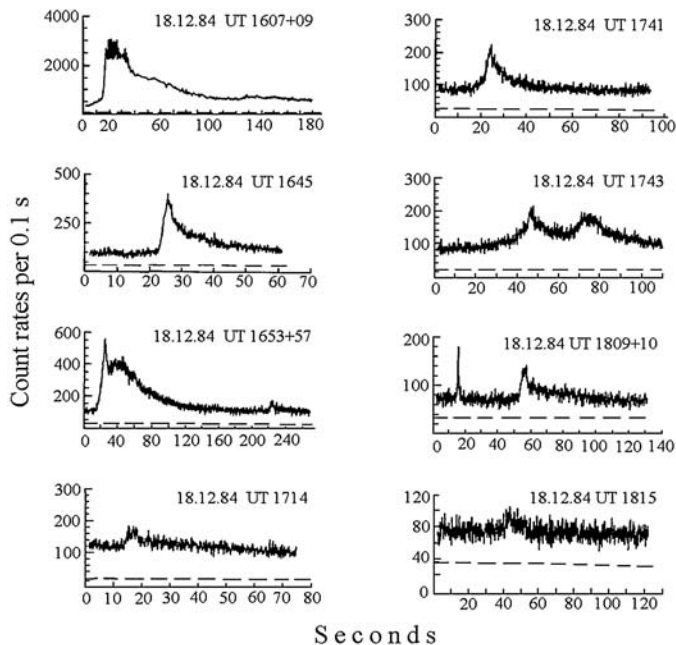 Count rates per 0.1 s
18.12.84 UT 1607+09
4000
2000
0
0 20 60 100 140 180
18.12.84 UT 1645
500
250
0 10 20 30 40 50 60 70
18.12.84 UT 1653+57
600
400
200
0 40 80 120 160 200 240
18.12.84 UT 1714
300
200
100
0 10 20 30 40 50 60 70 80
18.12.84 UT 1741
300
200
100
0
0 20 40 60 80 100
18.12.84 UT 1743
300
200
100
0
0 20 40 60 80 100
18.12.84 UT 1809+10
200
100
0
0 20 40 60 80 100 120 140
18.12.84 UT 1815
120
80
40
0
0 20 40 60 80 100 120
Seconds